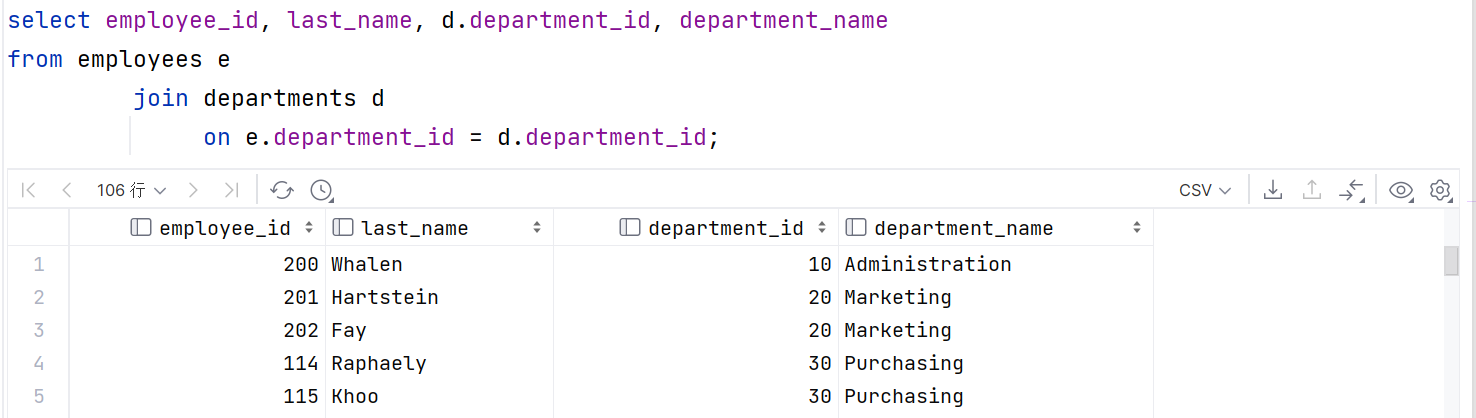 select employee_id, last_name, d.department_id, department_name
from employees e
join departments d
on e.department_id = d.department_id;
106 行 CSV
employee_id last_name department_id department_name
1 200 Whalen 10 Administration
2 201 Hartstein 20 Marketing
3 202 Fay 20 Marketing
4 114 Raphaely 30 Purchasing
5 115 Khoo 30 Purchasing